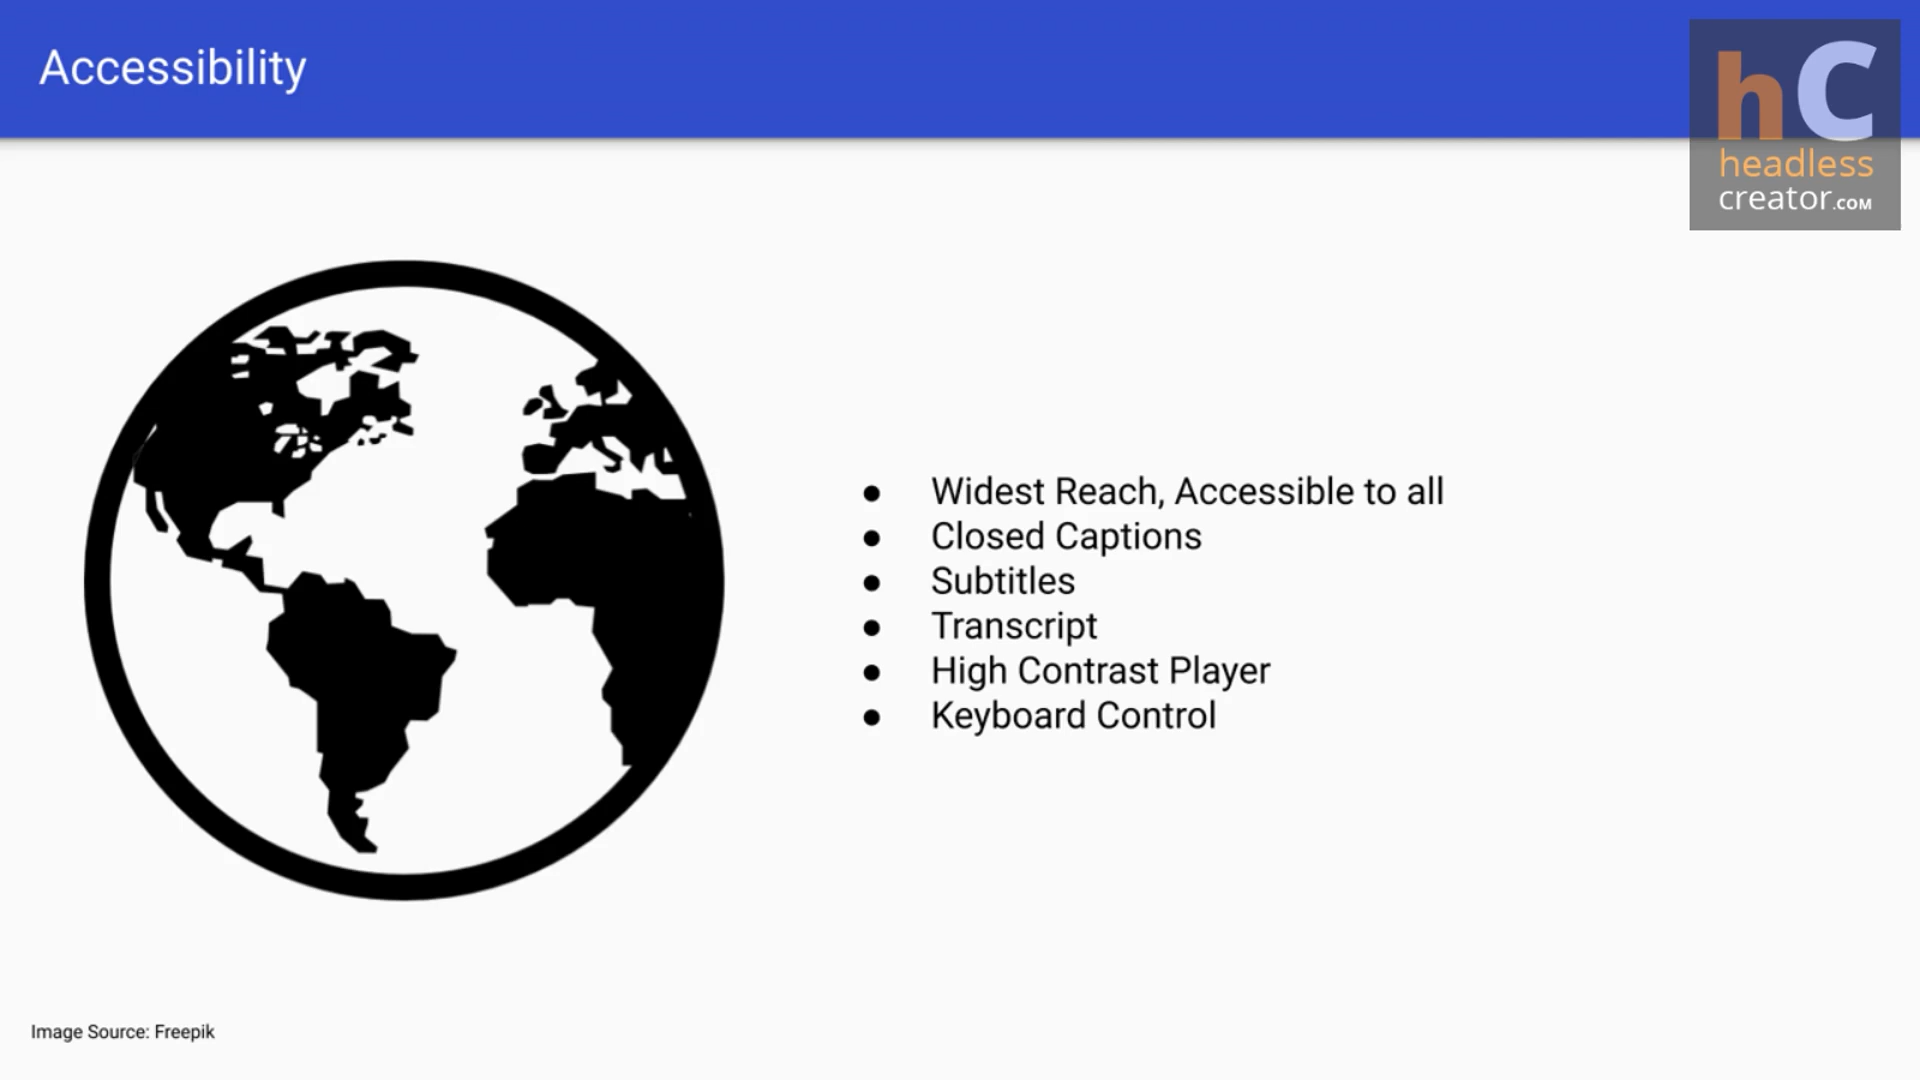 Accessibility
hC
headless
creator.COM
● Widest Reach, Accessible to all
● Closed Captions
● Subtitles
● Transcript
● High Contrast Player
● Keyboard Control
Image Source: Freepik